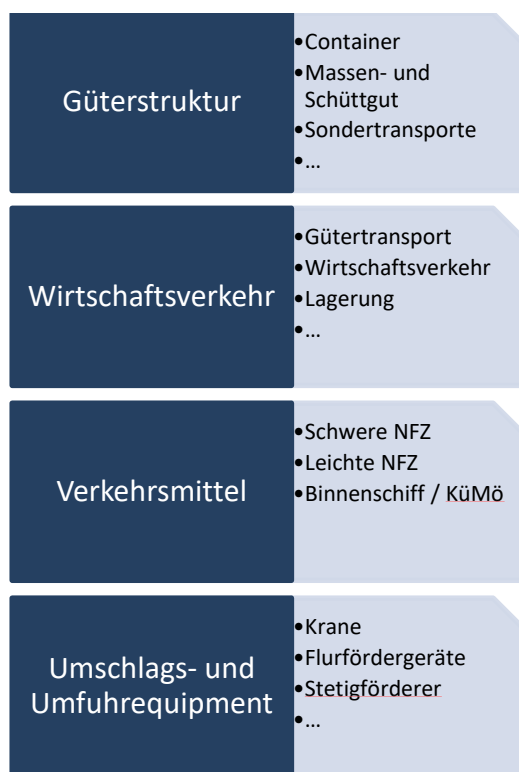 Güterstruktur
•Container
•Massen- und
Schüttgut
•Sondertransporte
•...
Wirtschaftsverkehr
•Gütertransport
•Wirtschaftsverkehr
•Lagerung
•...
Verkehrsmittel
•Schwere NFZ
•Leichte NFZ
•Binnenschiff / KüMö
Umschlags- und
Umfuhrequipment
•Krane
•Flurfördergeräte
•Stetigförderer
•...